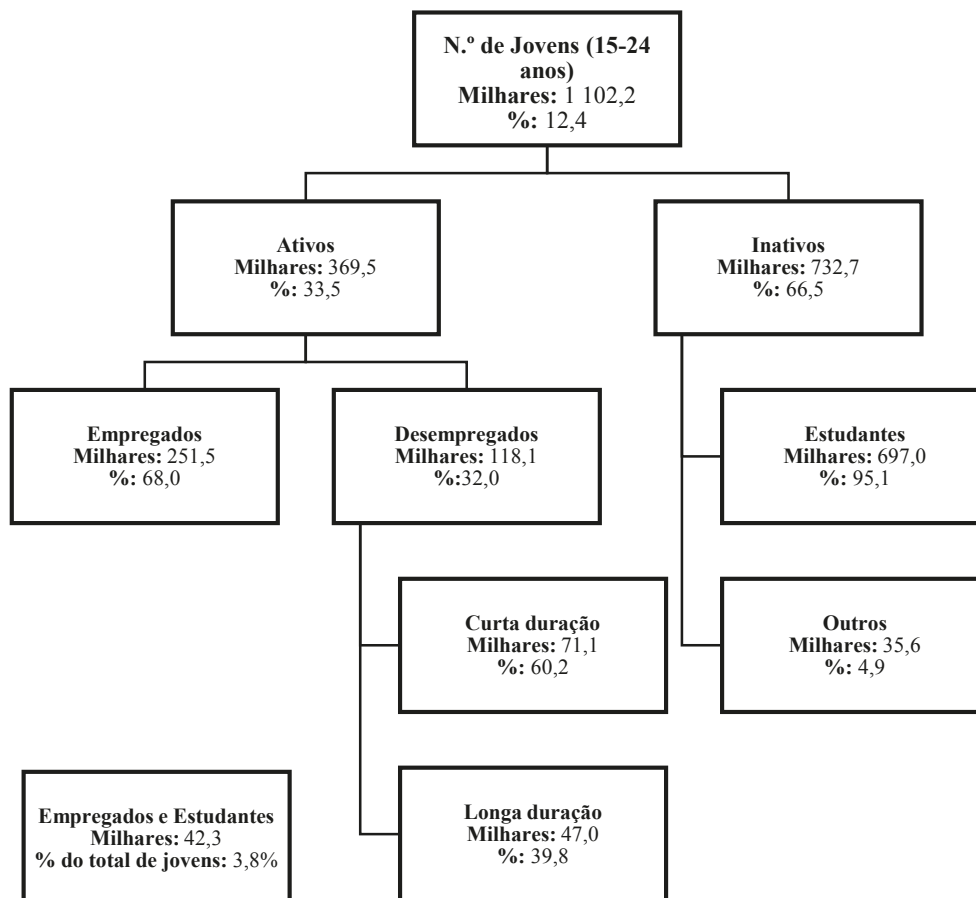 N.º de Jovens (15-24
anos)
Milhares: 1 102,2
%: 12,4
Ativos
Milhares: 369,5
%: 33,5
Inativos
Milhares: 732,7
%: 66,5
Empregados
Milhares: 251,5
%: 68,0
Desempregados
Milhares: 118,1
%:32,0
Estudantes
Milhares: 697,0
%: 95,1
Curta duração
Milhares: 71,1
%: 60,2
Outros
Milhares: 35,6
%: 4,9
Empregados e Estudantes
Milhares: 42,3
% do total de jovens: 3,8%
Longa duração
Milhares: 47,0
%: 39,8